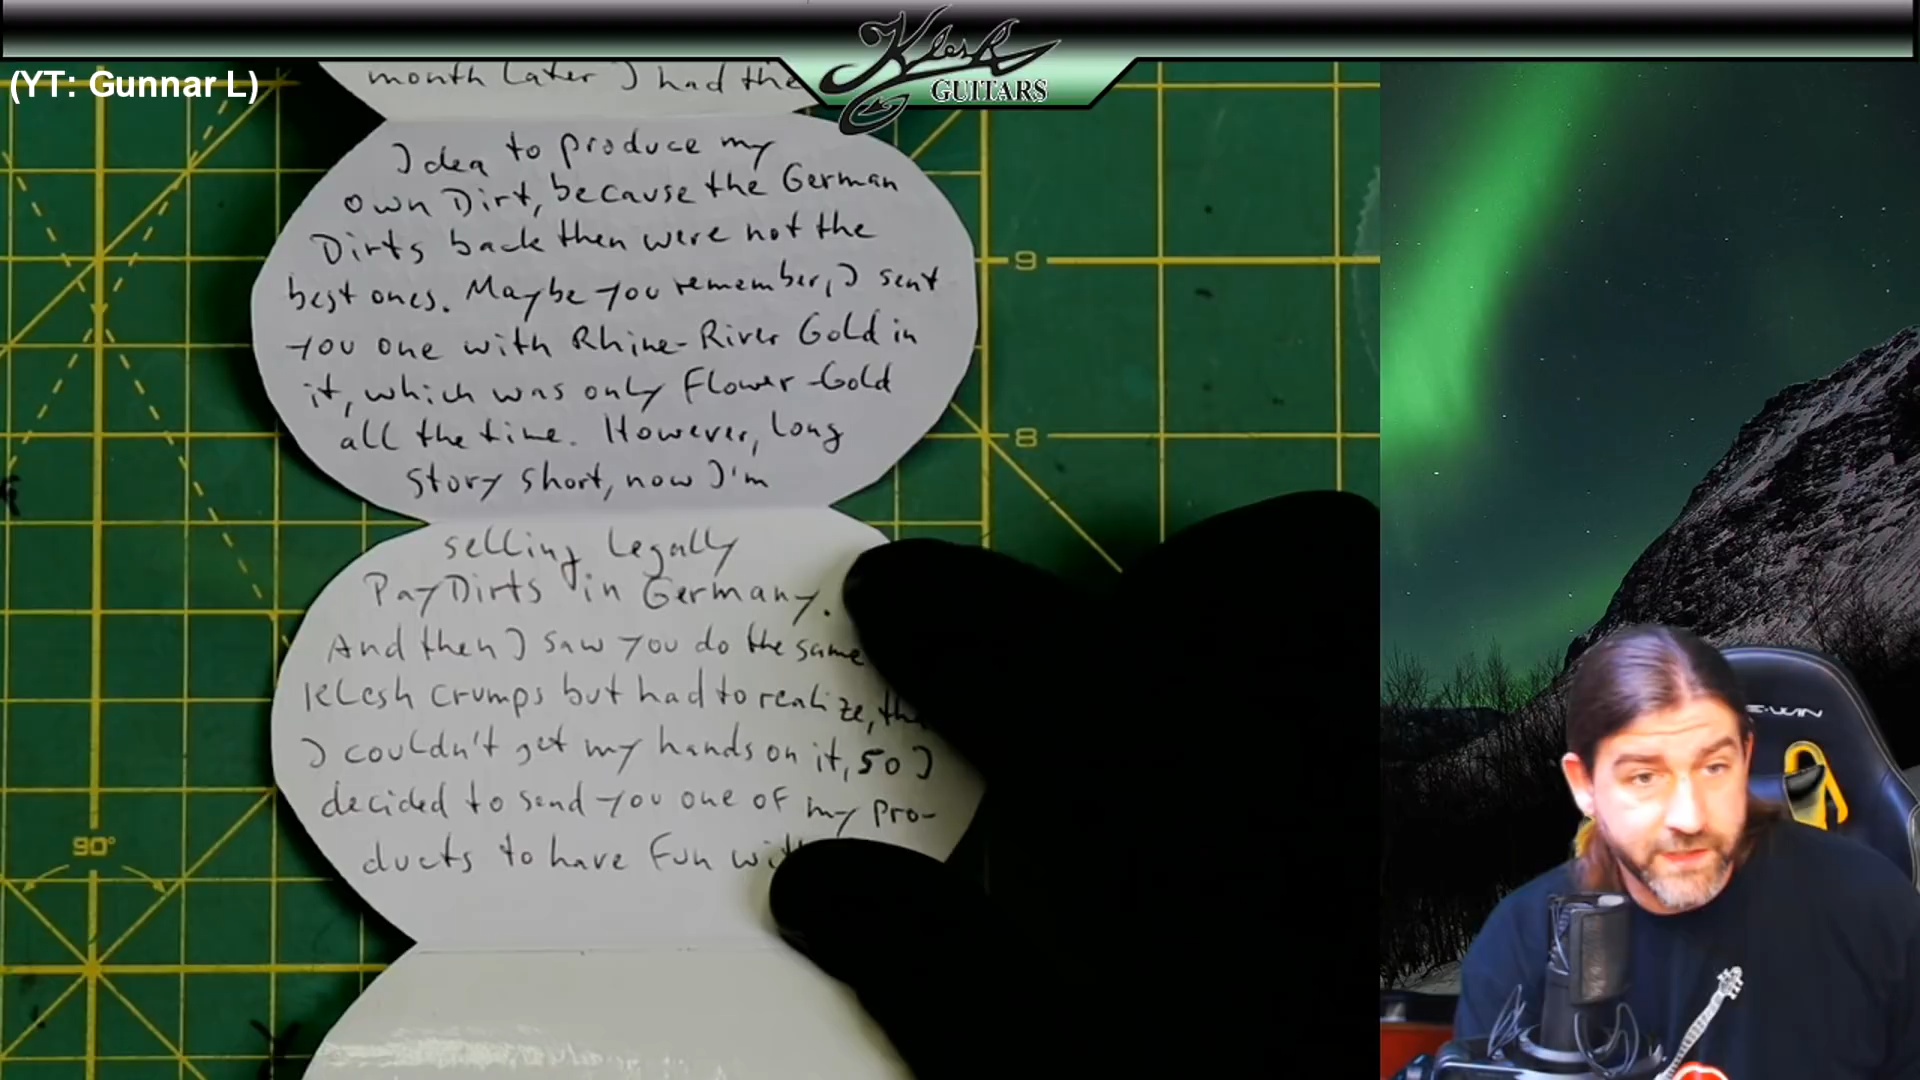 (YT: Gunnar L)
Klesh
GUITARS
month later I had the
Idea to produce my
own Dirt, because the German
Dirts back then were not the
best ones. Maybe you remember, I sent
you one with Rhine-River Gold in
it, which was only Flower-Gold
all the time. However, long
story short, now I'm
selling legally
PayDirts in Germany.
And then I saw you do the same
Klesh crumps but had to realize,
I couldn't get my hands on it, so I
decided to send you one of my pro-
ducts to have fun
9
8
90°
E-WIN